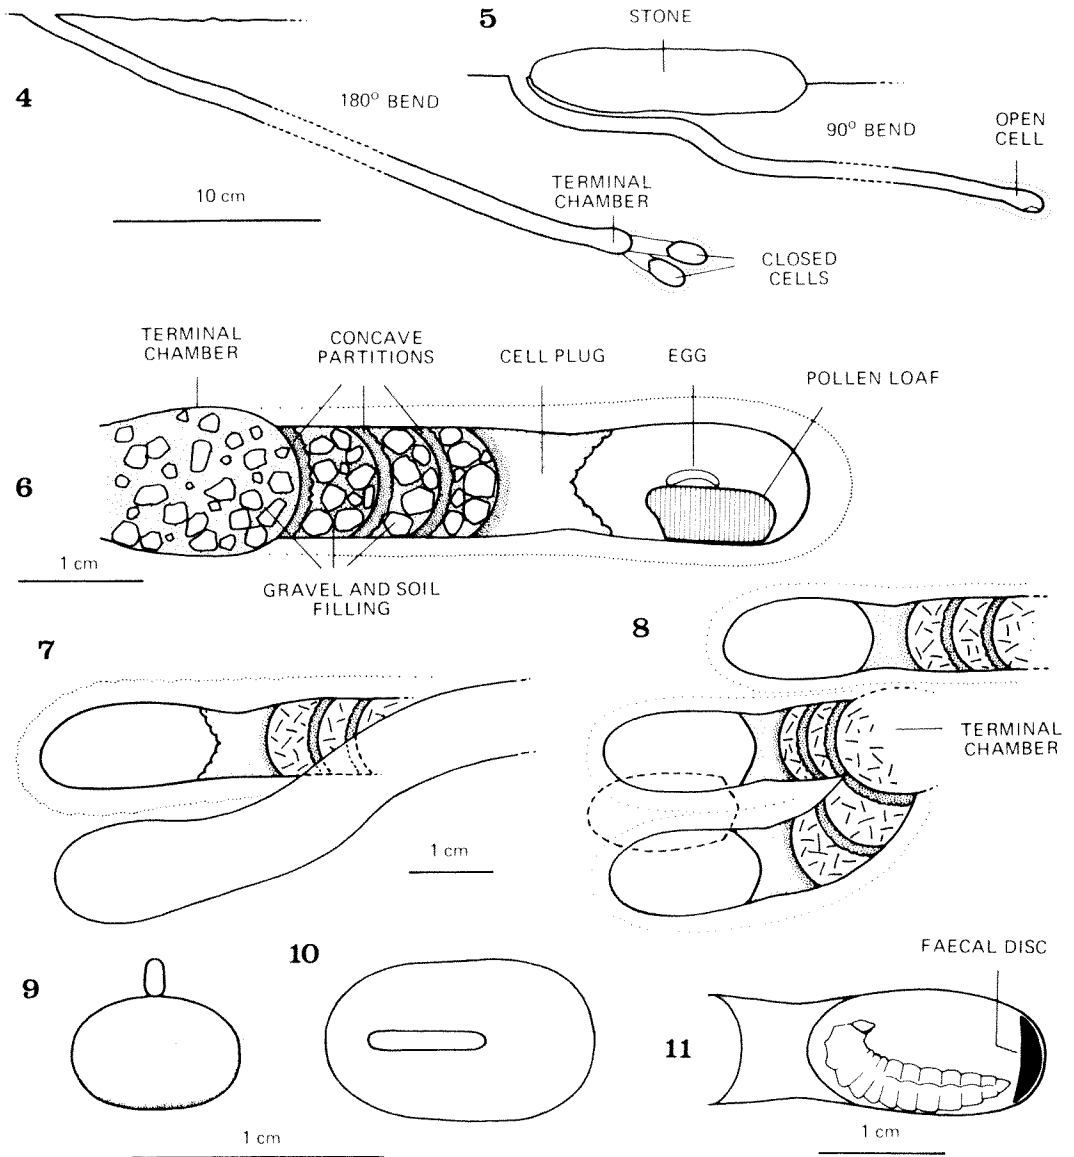 4
180° BEND
10 cm
TERMINAL
CHAMBER
CLOSED
CELLS
5
STONE
90° BEND
OPEN
CELL
6
TERMINAL
CHAMBER
CONCAVE
PARTITIONS
CELL PLUG
EGG
POLLEN LOAF
1 cm
GRAVEL AND SOIL
FILLING
7
1 cm
8
TERMINAL
CHAMBER
9
10
1 cm
11
FAECAL DISC
1 cm